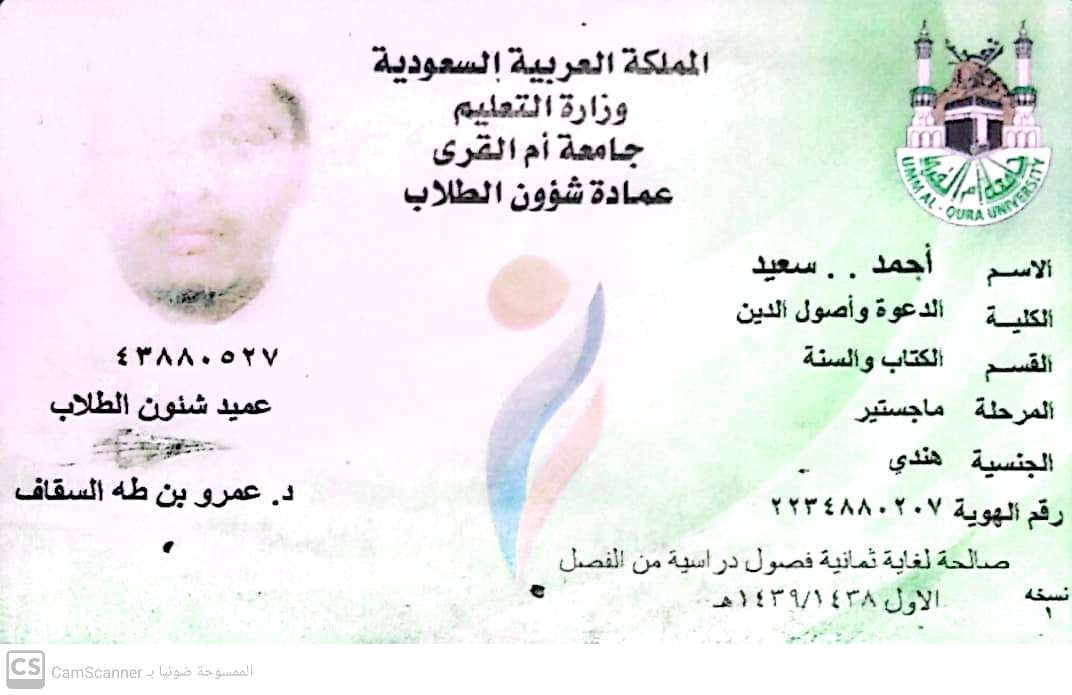 المملكة العربية السعودية
وزارة التعليم
جامعة أم القرى
عمادة شؤون الطلاب
جامعة أم القرى
UMM AL - QURA UNIVERSITY
الاسم أحمد . . سعيد
الكلية الدعوة وأصول الدين
القسم الكتاب والسنة
المرحلة ماجستير
الجنسية هندي
رقم الهوية ٢٢٣٤٨٨٠٢٠٧
صالحة لغاية ثمانية فصول دراسية من الفصل
الاول ١٤٣٩/١٤٣٨هـ
نسخه ١
٤٣٨٨٠٥٢٧
عميد شئون الطلاب
د. عمرو بن طه السقاف
CS CamScanner الممسوحة ضوئيا بـ